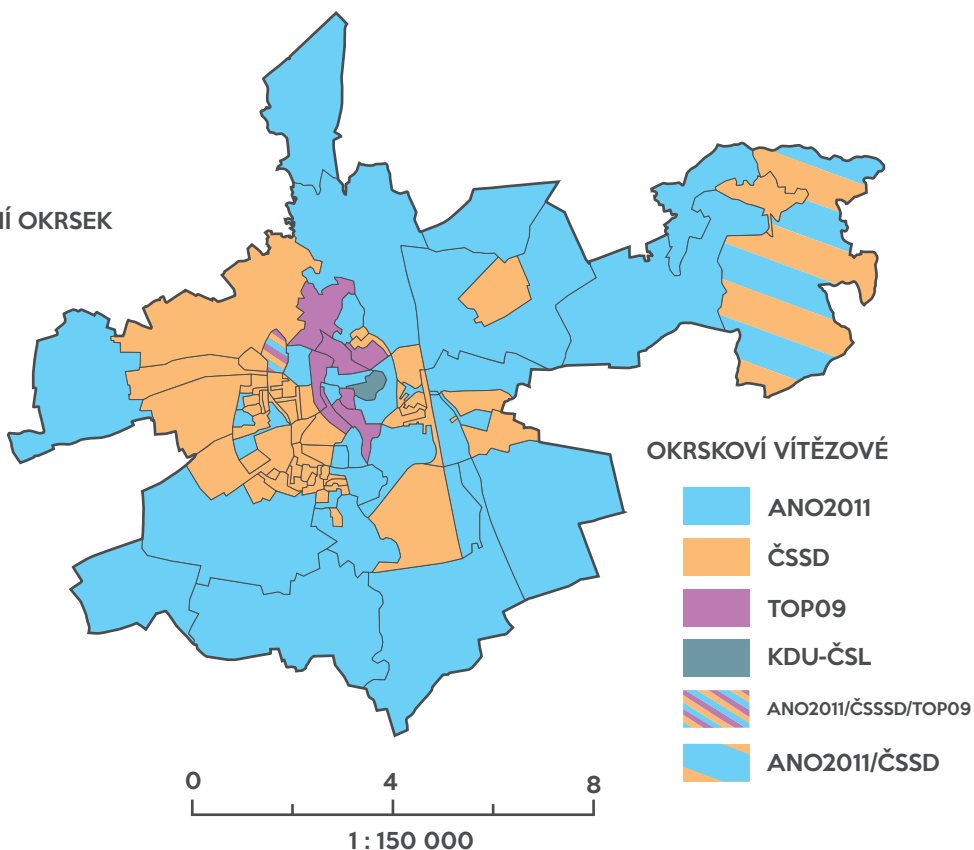 NÍ OKRSEK
OKRSKOVÍ VÍTĚZOVÉ
ANO2011
ČSSD
TOP09
KDU-ČSL
ANO2011/ČSSSD/TOP09
ANO2011/ČSSD
0 4 8
1 : 150 000